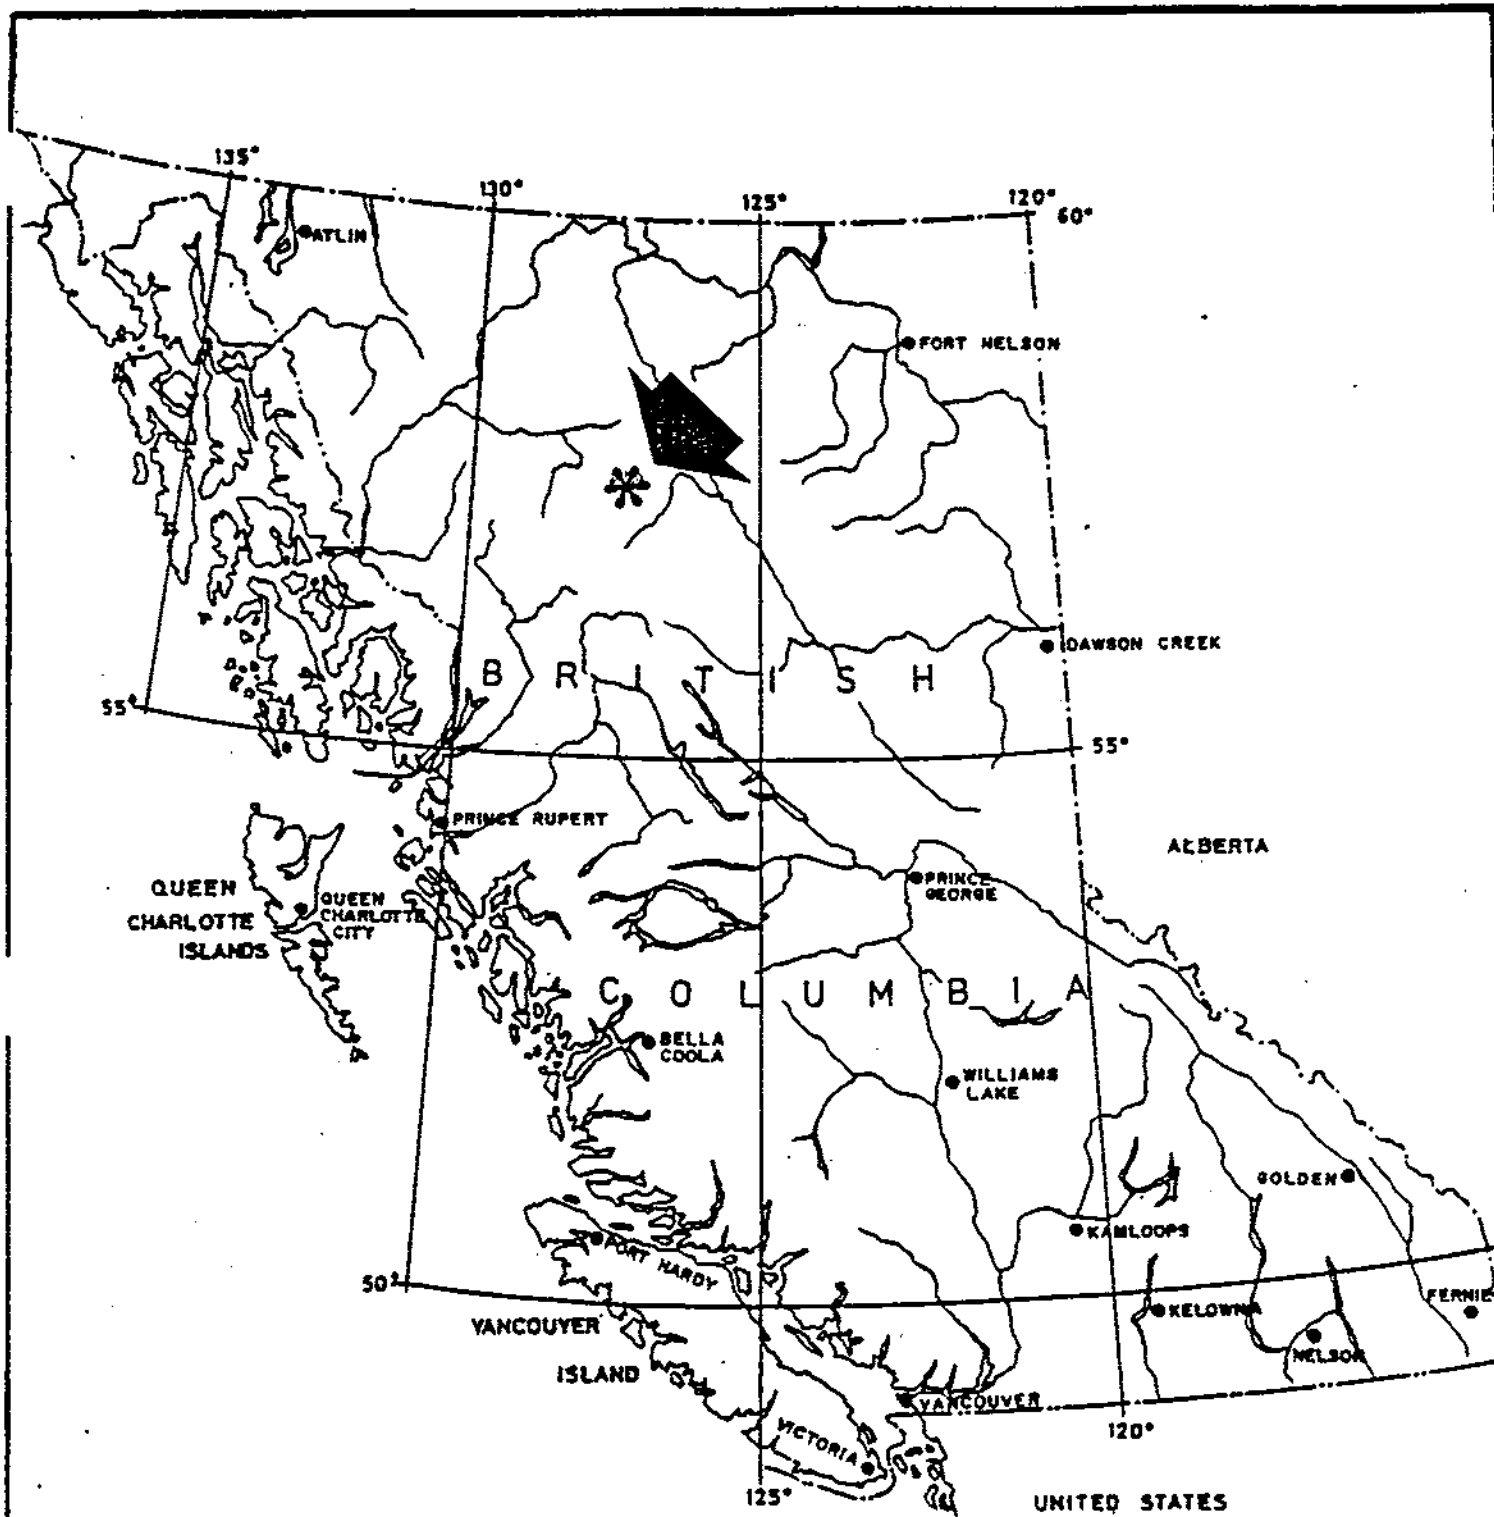 135°
130°
125°
120°
60°
ATLIN
FORT NELSON
DAWSON CREEK
BRITISH
55°
55°
PRINCE RUPERT
ALBERTA
QUEEN
CHARLOTTE
ISLANDS
QUEEN
CHARLOTTE
CITY
PRINCE
GEORGE
COLUMBIA
BELLA
COOLA
WILLIAMS
LAKE
GOLDEN
KAMLOOPS
PORT HARDY
50°
KELOWNA
FERNIE
VANCOUVER
ISLAND
NELSON
VANCOUVER
VICTORIA
120°
125°
UNITED STATES